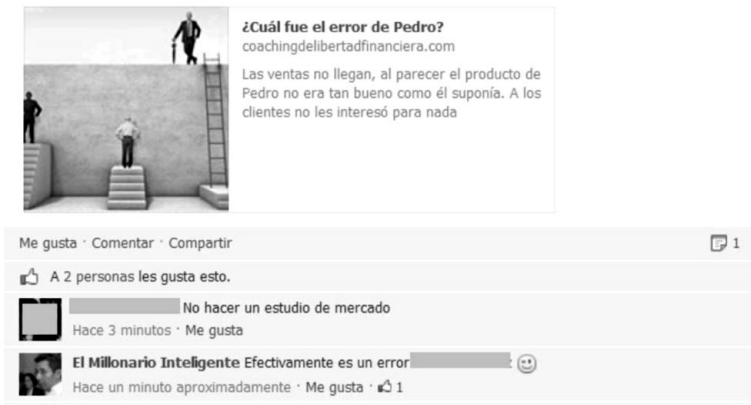 ¿Cuál fue el error de Pedro?
coachingdelibertadfinanciera.com
Las ventas no llegan, al parecer el producto de
Pedro no era tan bueno como él suponía. A los
clientes no les interesó para nada
Me gusta · Comentar · Compartir 1
A 2 personas les gusta esto.
No hacer un estudio de mercado
Hace 3 minutos · Me gusta
El Millonario Inteligente Efectivamente es un error :
Hace un minuto aproximadamente · Me gusta · 1